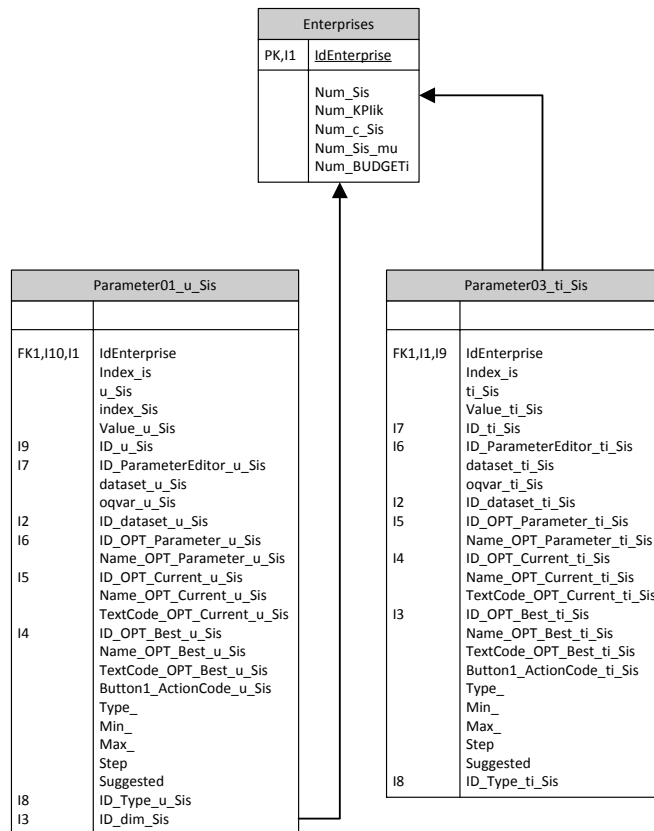 Enterprises
PK,I1 IdEnterprise
Num_Sis
Num_KPIik
Num_c_Sis
Num_Sis_mu
Num_BUDGETi
Parameter01_u_Sis
FK1,I10,I1 IdEnterprise
Index_is
u_Sis
index_Sis
Value_u_Sis
I9 ID_u_Sis
I7 ID_ParameterEditor_u_Sis
dataset_u_Sis
oqvar_u_Sis
I2 ID_dataset_u_Sis
I6 ID_OPT_Parameter_u_Sis
Name_OPT_Parameter_u_Sis
I5 ID_OPT_Current_u_Sis
Name_OPT_Current_u_Sis
TextCode_OPT_Current_u_Sis
I4 ID_OPT_Best_u_Sis
Name_OPT_Best_u_Sis
TextCode_OPT_Best_u_Sis
Button1_ActionCode_u_Sis
Type_
Min_
Max_
Step
Suggested
I8 ID_Type_u_Sis
I3 ID_dim_Sis
Parameter03_ti_Sis
FK1,I1,I9 IdEnterprise
Index_is
ti_Sis
Value_ti_Sis
I7 ID_ti_Sis
I6 ID_ParameterEditor_ti_Sis
dataset_ti_Sis
oqvar_ti_Sis
I2 ID_dataset_ti_Sis
I5 ID_OPT_Parameter_ti_Sis
Name_OPT_Parameter_ti_Sis
I4 ID_OPT_Current_ti_Sis
Name_OPT_Current_ti_Sis
TextCode_OPT_Current_ti_Sis
I3 ID_OPT_Best_ti_Sis
Name_OPT_Best_ti_Sis
TextCode_OPT_Best_ti_Sis
Button1_ActionCode_ti_Sis
Type_
Min_
Max_
Step
Suggested
I8 ID_Type_ti_Sis